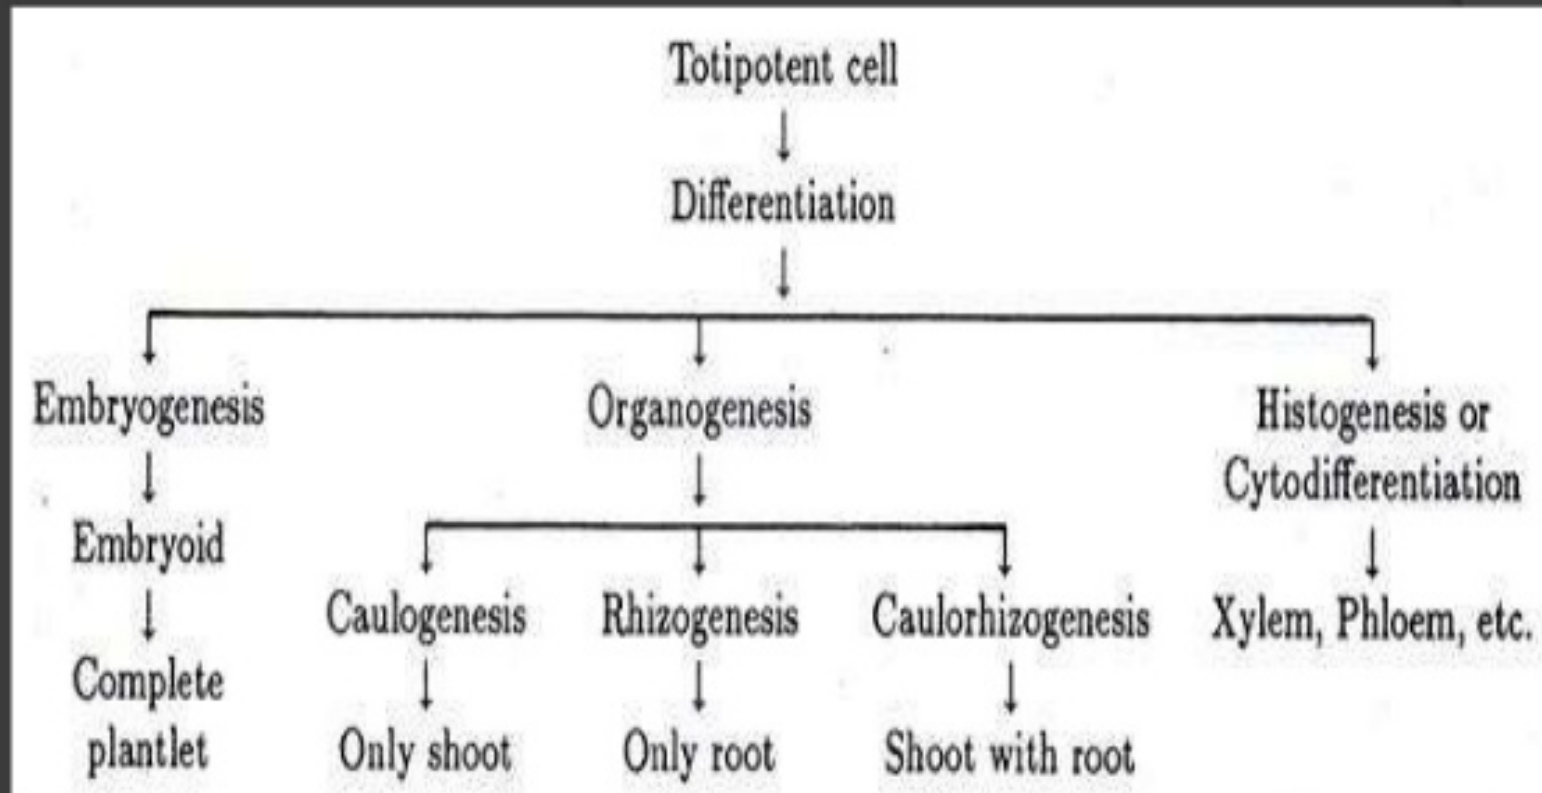 Totipotent cell
Differentiation
Embryogenesis
Organogenesis
Histogenesis or
Cytodifferentiation
Embryoid
Caulogenesis
Rhizogenesis
Caulorhizogenesis
Xylem, Phloem, etc.
Complete
plantlet
Only shoot
Only root
Shoot with root